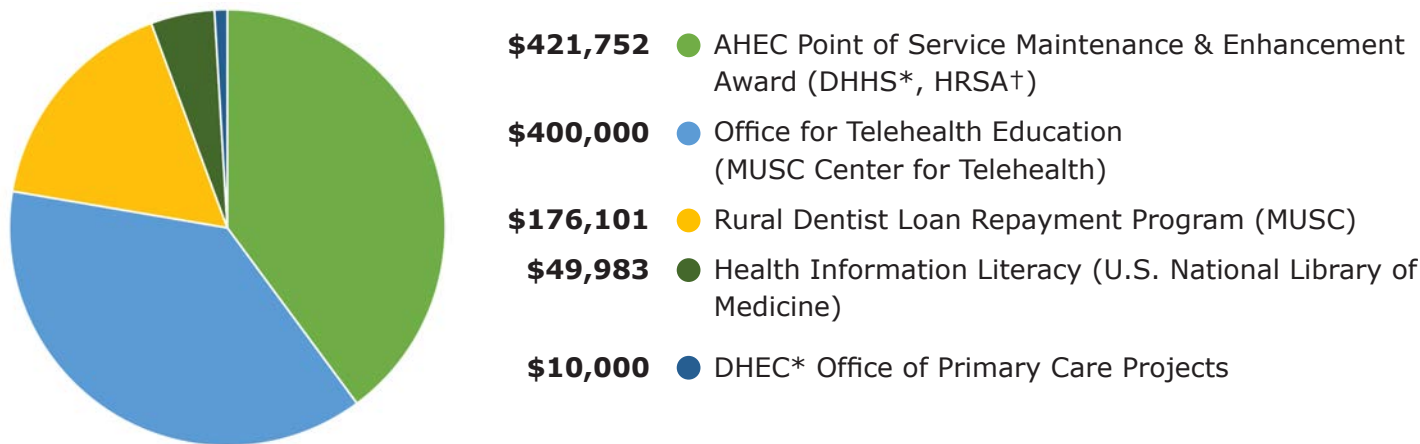 $421,752 AHEC Point of Service Maintenance & Enhancement
Award (DHHS*, HRSA†)
$400,000 Office for Telehealth Education
(MUSC Center for Telehealth)
$176,101 Rural Dentist Loan Repayment Program (MUSC)
$49,983 Health Information Literacy (U.S. National Library of
Medicine)
$10,000 DHEC* Office of Primary Care Projects